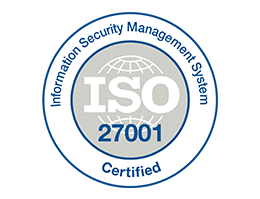 Information Security Management System
ISO
27001
Certified